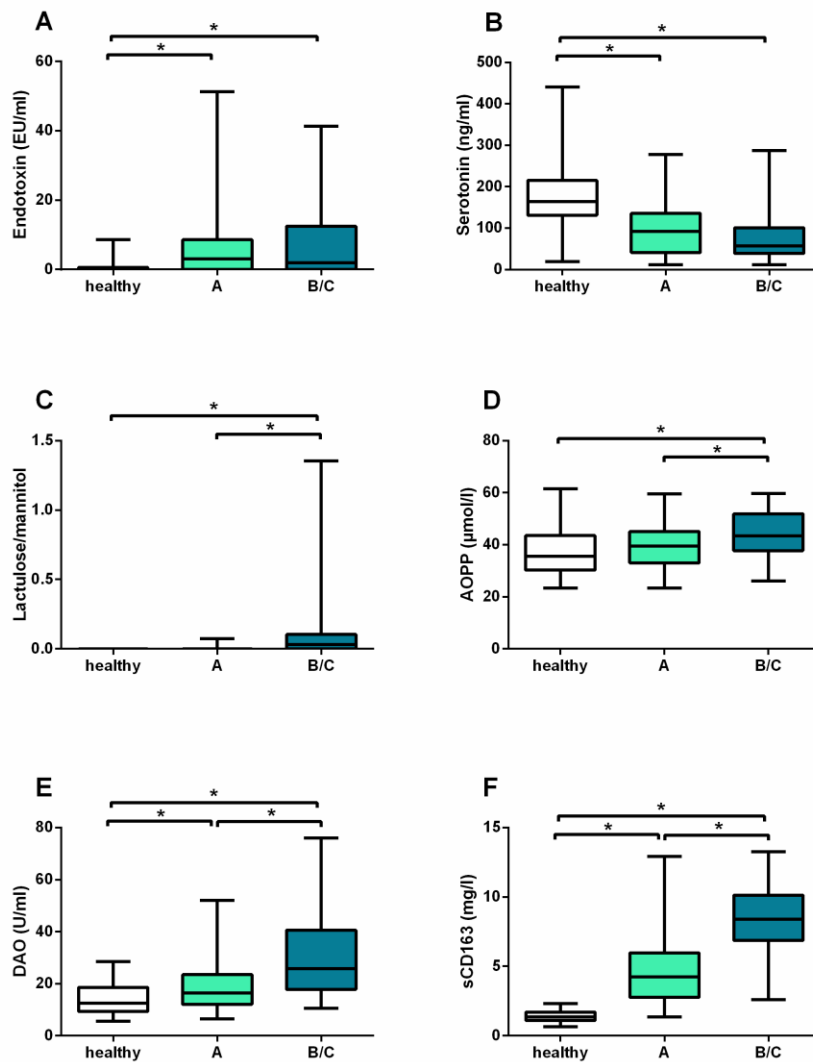 A
*
*
Endotoxin (EU/ml)
60
40
20
0
healthy A B/C
B
*
*
Serotonin (ng/ml)
500
400
300
200
100
0
healthy A B/C
C
*
*
Lactulose/mannitol
1.5
1.0
0.5
0.0
healthy A B/C
D
*
*
AOPP (µmol/l)
80
60
40
20
0
healthy A B/C
E
*
* *
DAO (U/ml)
80
60
40
20
0
healthy A B/C
F
*
* *
sCD163 (mg/l)
15
10
5
0
healthy A B/C